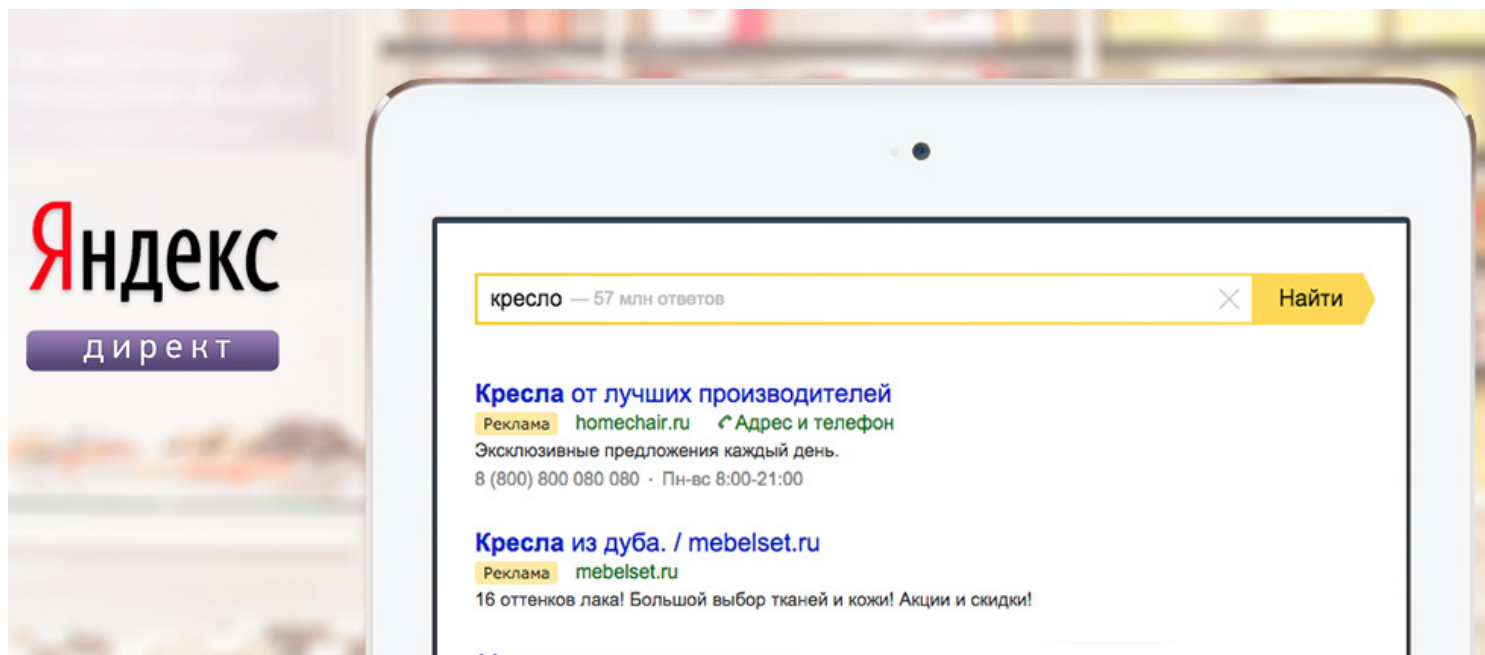 Яндекс
директ
кресло — 57 млн ответов
Найти
Кресла от лучших производителей
Реклама homechair.ru Адрес и телефон
Эксклюзивные предложения каждый день.
8 (800) 800 080 080 · Пн-вс 8:00-21:00
Кресла из дуба. / mebelset.ru
Реклама mebelset.ru
16 оттенков лака! Большой выбор тканей и кожи! Акции и скидки!